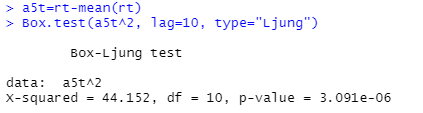 > a5t=rt-mean(rt)
> Box.test(a5t^2, lag=10, type="Ljung")
Box-Ljung test
data:  a5t^2
X-squared = 44.152, df = 10, p-value = 3.091e-06